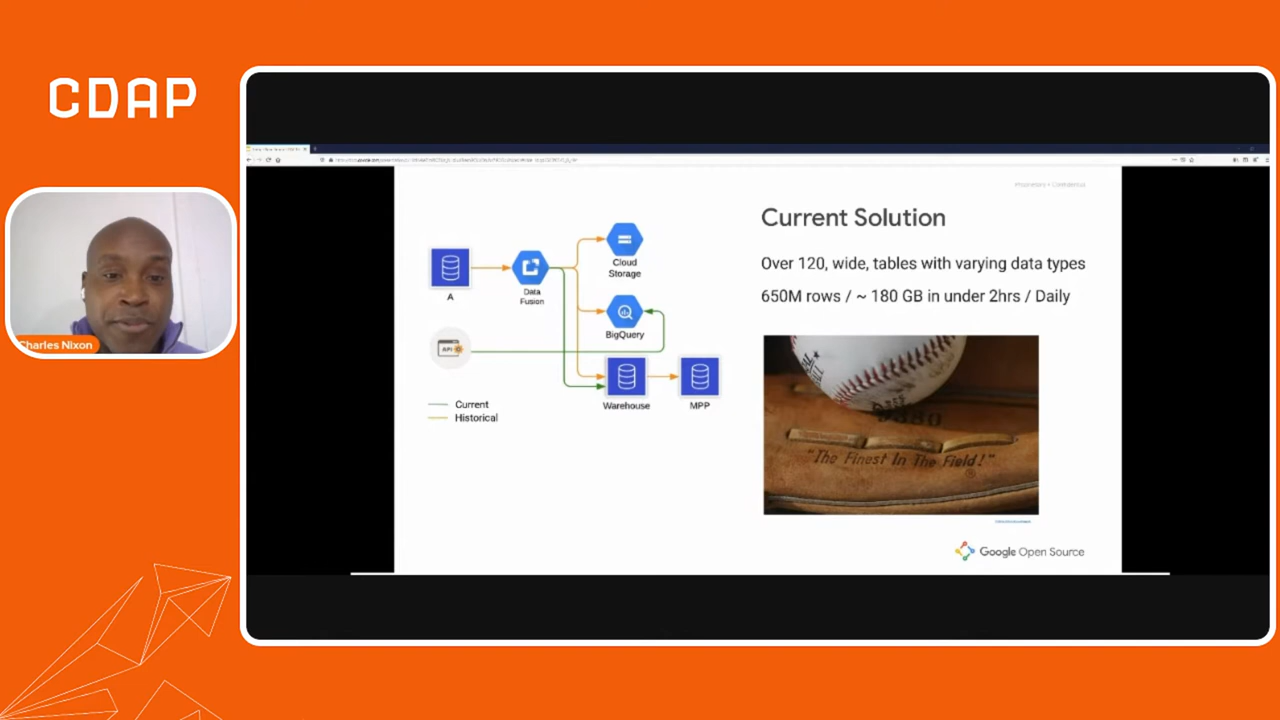 CDAP
Charles Nixon
Proprietary + Confidential
Current Solution
Over 120, wide, tables with varying data types
650M rows / ~ 180 GB in under 2hrs / Daily
A
Data
Fusion
Cloud
Storage
BigQuery
API
Warehouse
MPP
Current
Historical
"The Finest In The Field!"
Google Open Source